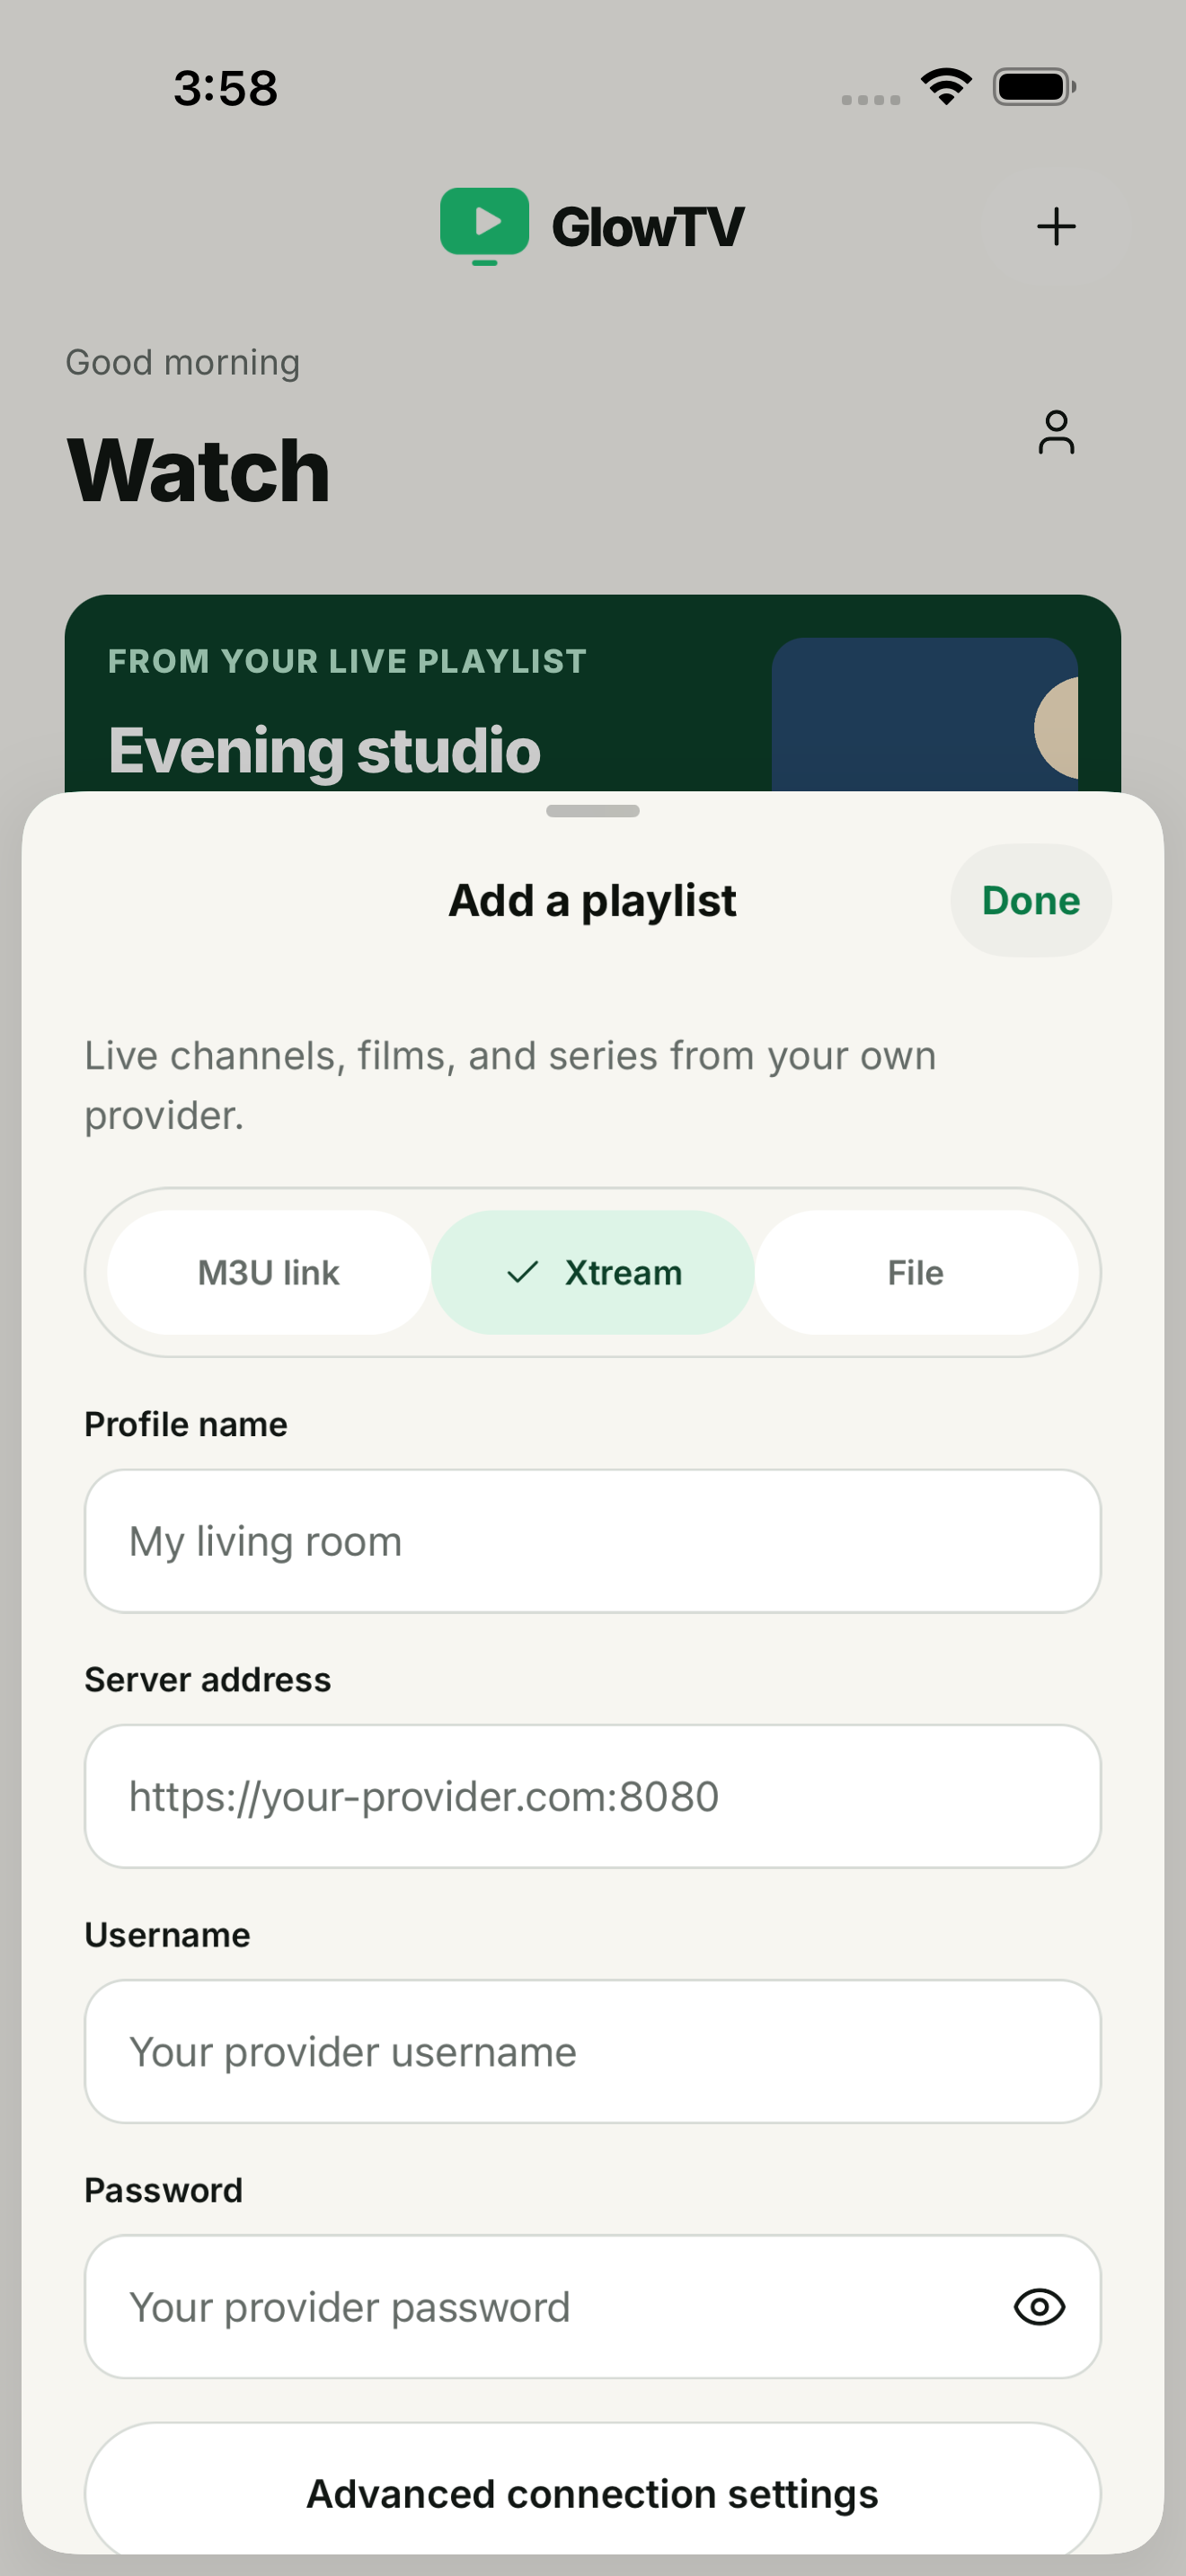 3:58
GlowTV
Good morning
Watch
FROM YOUR LIVE PLAYLIST
Evening studio
Add a playlist
Done
Live channels, films, and series from your own
provider.
M3U link
Xtream
File
Profile name
My living room
Server address
https://your-provider.com:8080
Username
Your provider username
Password
Your provider password
Advanced connection settings